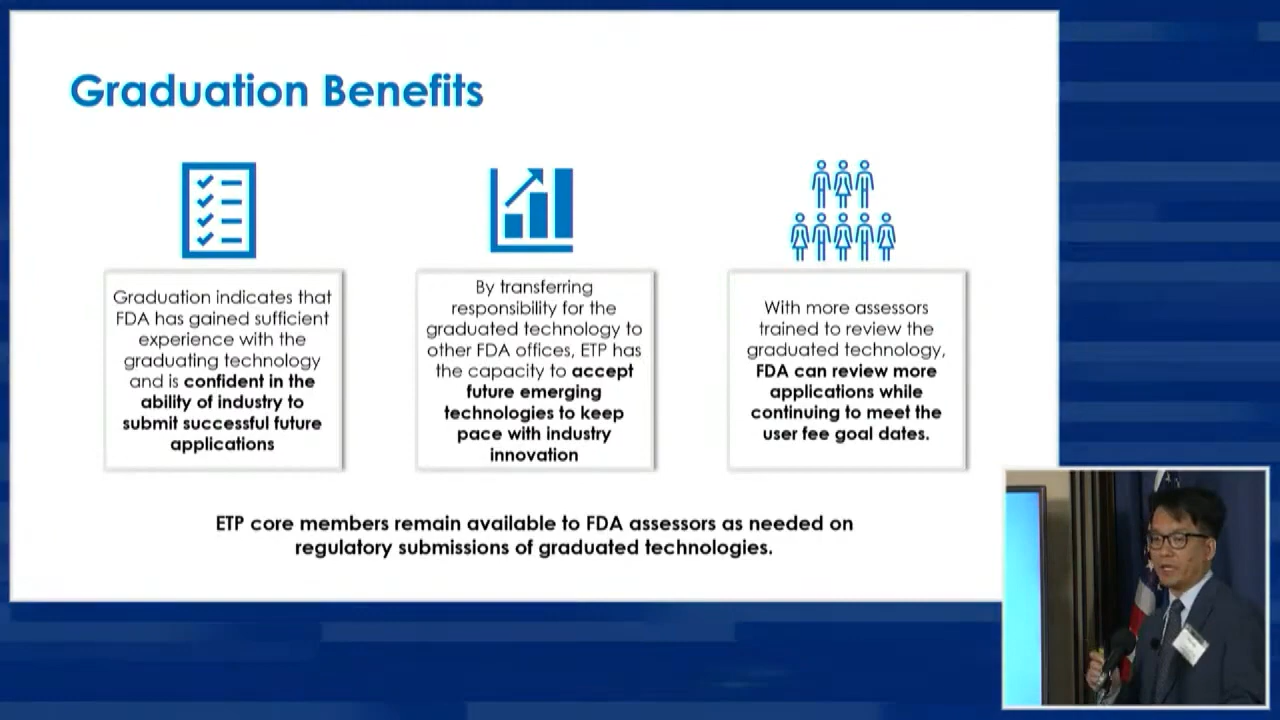 Graduation Benefits
Graduation indicates that
FDA has gained sufficient
experience with the
graduating technology
and is confident in the
ability of industry to
submit successful future
applications
By transferring
responsibility for the
graduated technology to
other FDA offices, ETP has
the capacity to accept
future emerging
technologies to keep
pace with industry
innovation
With more assessors
trained to review the
graduated technology,
FDA can review more
applications while
continuing to meet the
user fee goal dates.
ETP core members remain available to FDA assessors as needed on
regulatory submissions of graduated technologies.